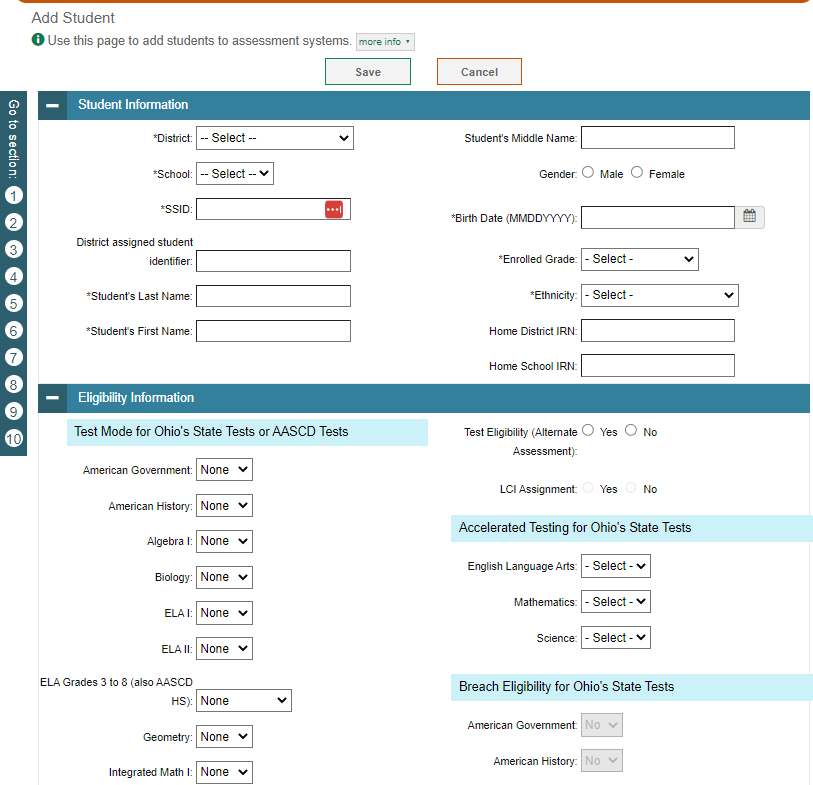 Add Student
Use this page to add students to assessment systems. more info
Save Cancel
Go to section:
1
2
3
4
5
6
7
8
9
10
Student Information
*District: -- Select --
*School: -- Select --
*SSID:
District assigned student
identifier:
*Student's Last Name:
*Student's First Name:
Student's Middle Name:
Gender: Male Female
*Birth Date (MMDDYYYY):
*Enrolled Grade: - Select -
*Ethnicity: - Select -
Home District IRN:
Home School IRN:
Eligibility Information
Test Mode for Ohio's State Tests or AASCD Tests
American Government: None
American History: None
Algebra I: None
Biology: None
ELA I: None
ELA II: None
ELA Grades 3 to 8 (also AASCD
HS): None
Geometry: None
Integrated Math I: None
Test Eligibility (Alternate Yes No
Assessment):
LCI Assignment: Yes No
Accelerated Testing for Ohio's State Tests
English Language Arts: - Select -
Mathematics: - Select -
Science: - Select -
Breach Eligibility for Ohio's State Tests
American Government: No
American History: No